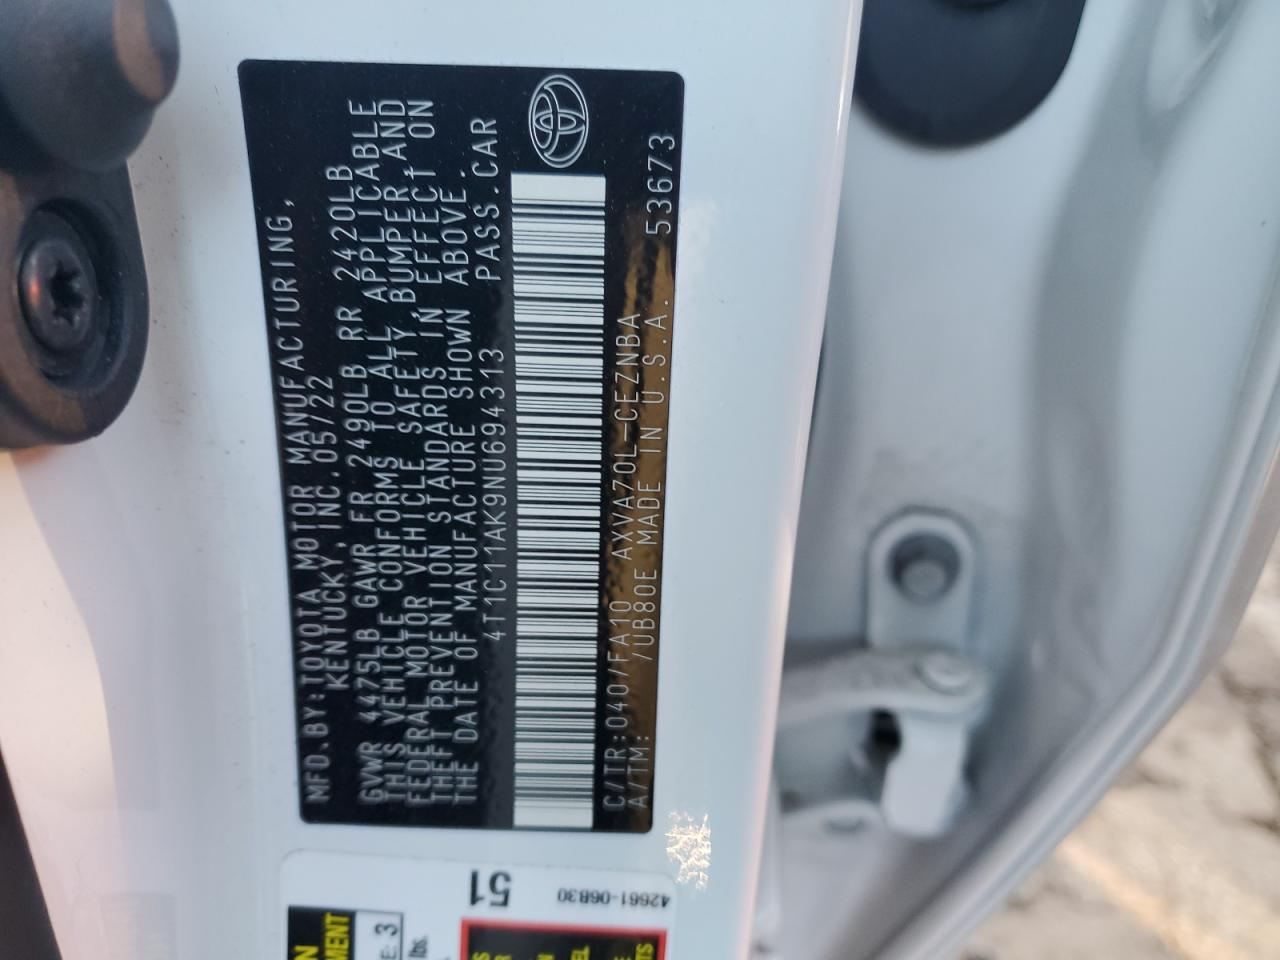 MFD.BY:TOYOTA MOTOR MANUFACTURING,
KENTUCKY, INC.05/22
GVWR 4475LB GAWR FR 2490LB RR 2420LB
THIS VEHICLE CONFORMS TO ALL APPLICABLE
FEDERAL MOTOR VEHICLE SAFETY,BUMPER,AND
THEFT PREVENTION STANDARDS IN EFFECT ON
THE DATE OF MANUFACTURE SHOWN ABOVE.
4T1C11AK9NU694313 PASS.CAR
C/TR:040/FA10 AXVA70L-CEZNBA
A/TM: /UB80E MADE IN U.S.A. 53673
51
42661-06B30
3
lbs.